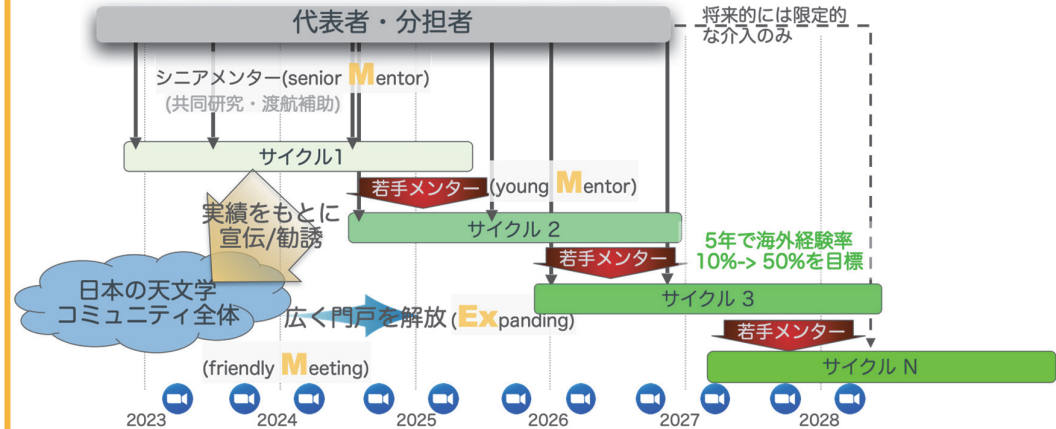 代表者・分担者
将来的には限定的
な介入のみ
シニアメンター(senior Mentor)
(共同研究・渡航補助)
サイクル1
若手メンター (young Mentor)
実績をもとに
宣伝/勧誘
サイクル 2
5年で海外経験率
10%-> 50%を目標
若手メンター
日本の天文学
コミュニティ全体
サイクル 3
広く門戸を解放 (Expanding)
若手メンター
(friendly Meeting)
サイクル N
2023 2024 2025 2026 2027 2028